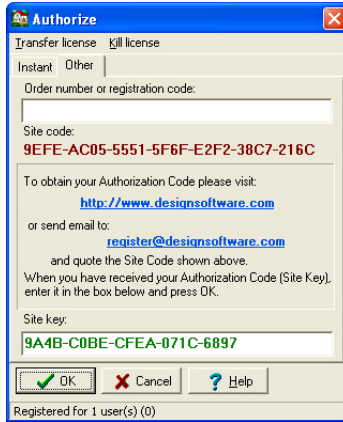 Authorize
Transfer license Kill license
Instant Other
Order number or registration code:
Site code:
9EFE-AC05-5551-5F6F-E2F2-38C7-216C
To obtain your Authorization Code please visit:
http://www.designsoftware.com
or send email to:
register@designsoftware.com
and quote the Site Code shown above.
When you have received your Authorization Code (Site Key),
enter it in the box below and press OK.
Site key:
9A4B-C0BE-CFEA-071C-6897
OK Cancel Help
Registered for 1 user(s) (0)